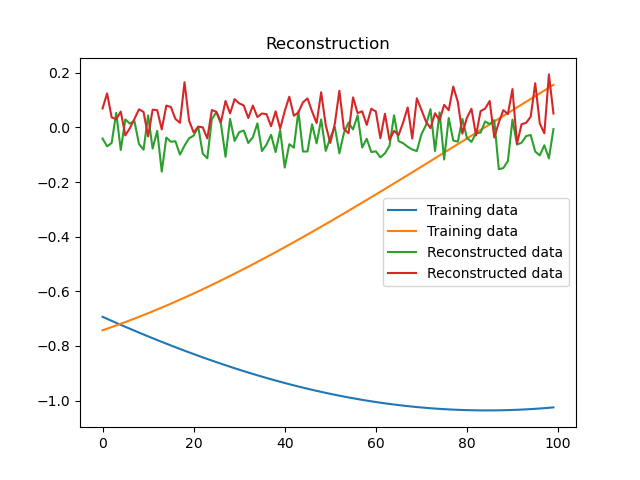 Reconstruction
0.2
0.0
−0.2
−0.4
−0.6
−0.8
−1.0
Training data
Training data
Reconstructed data
Reconstructed data
0 20 40 60 80 100